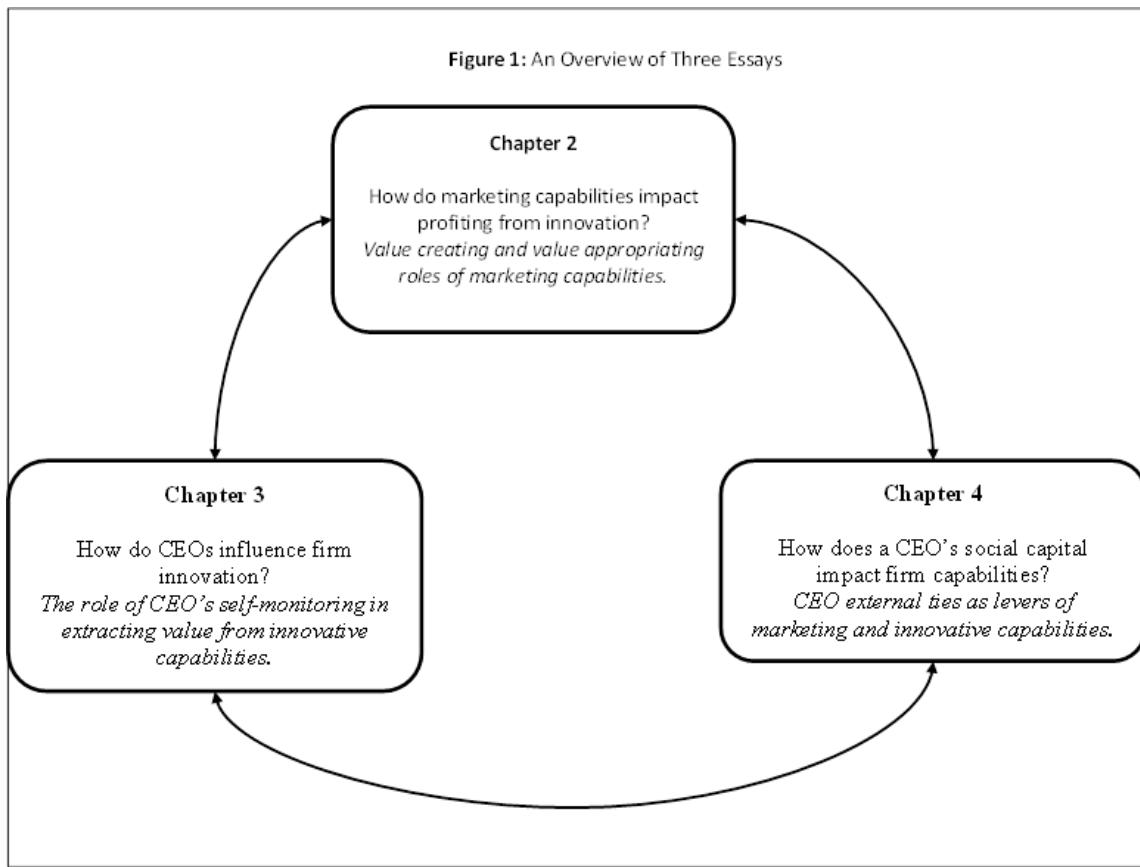 Figure 1: An Overview of Three Essays
Chapter 2
How do marketing capabilities impact
profiting from innovation?
Value creating and value appropriating
roles of marketing capabilities.
Chapter 3
How do CEOs influence firm
innovation?
The role of CEO's self-monitoring in
extracting value from innovative
capabilities.
Chapter 4
How does a CEO's social capital
impact firm capabilities?
CEO external ties as levers of
marketing and innovative capabilities.